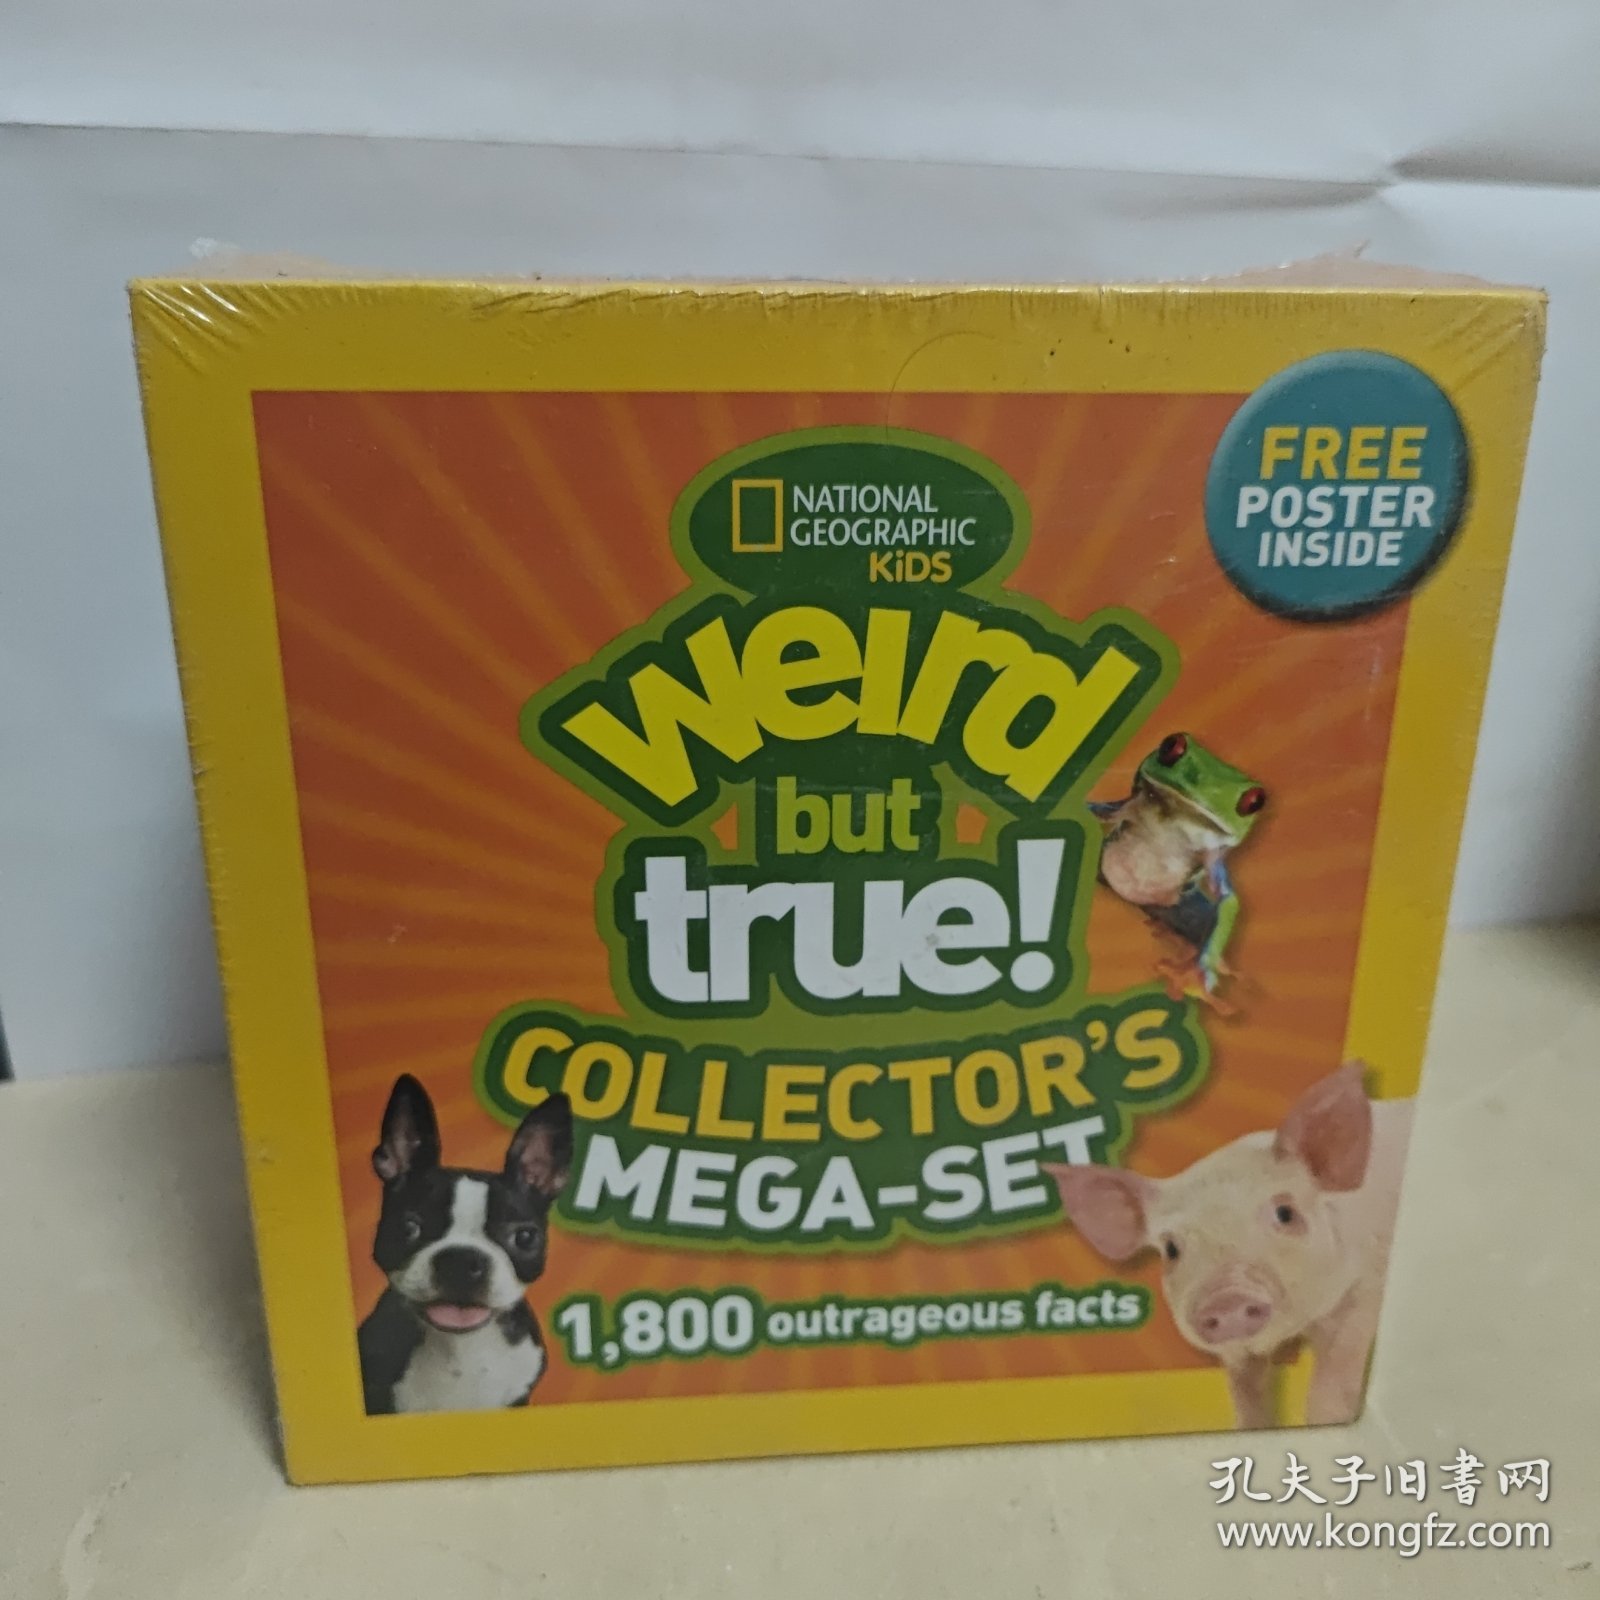 FREE
POSTER
INSIDE
NATIONAL
GEOGRAPHIC
KiDS
weird
but
true!
COLLECTOR'S
MEGA-SET
1,800 outrageous facts
孔夫子旧書网
www.kongfz.com